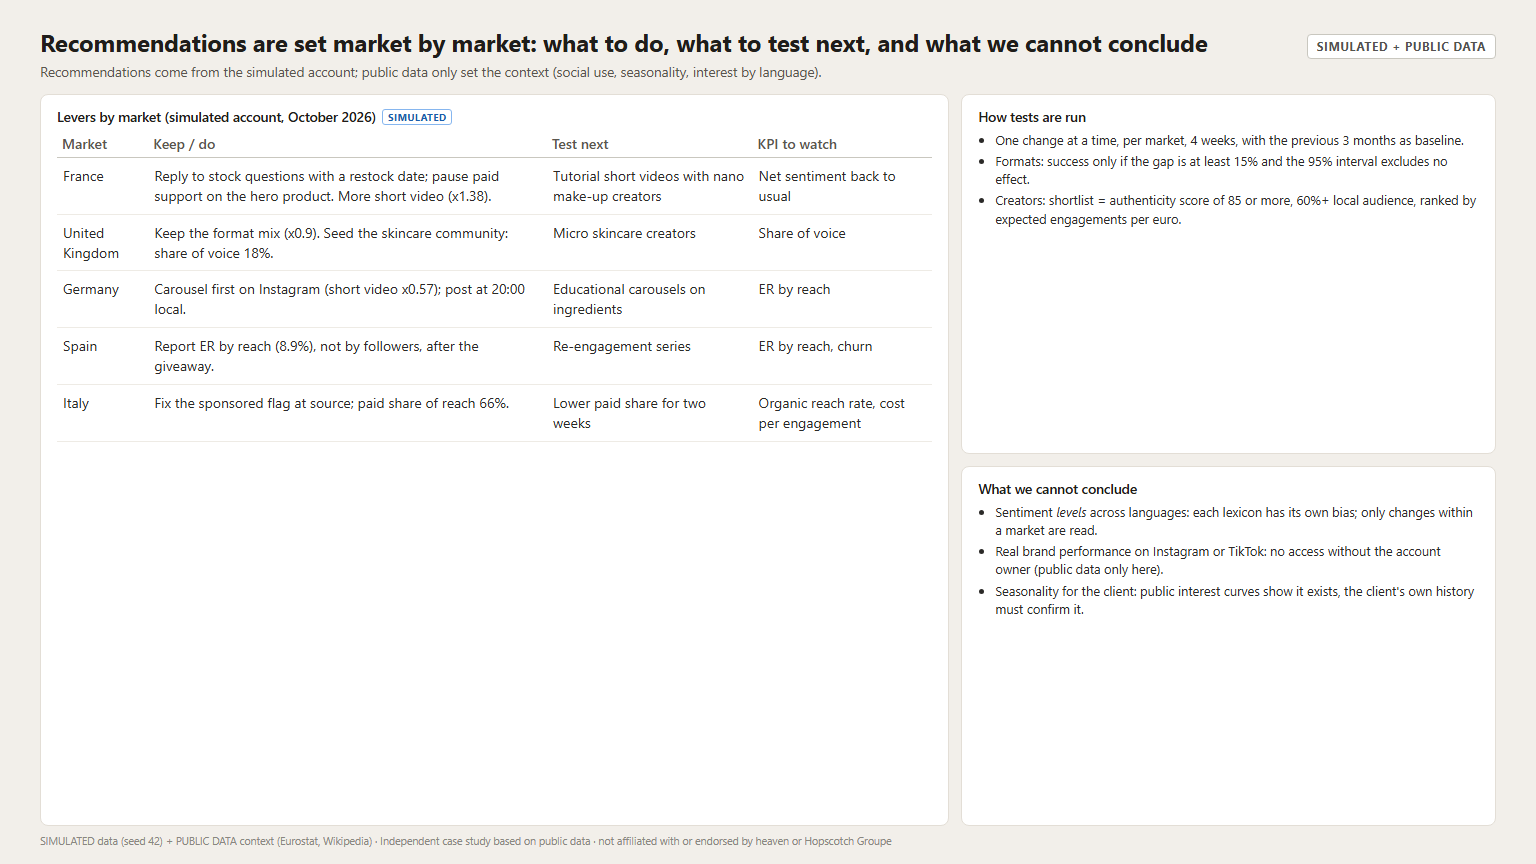 Recommendations are set market by market: what to do, what to test next, and what we cannot conclude
SIMULATED + PUBLIC DATA
Recommendations come from the simulated account; public data only set the context (social use, seasonality, interest by language).
Levers by market (simulated account, October 2026) SIMULATED
Market Keep / do Test next KPI to watch
France Reply to stock questions with a restock date; pause paid Tutorial short videos with nano Net sentiment back to
support on the hero product. More short video (x1.38). make-up creators usual
United Keep the format mix (x0.9). Seed the skincare community: Micro skincare creators Share of voice
Kingdom share of voice 18%.
Germany Carousel first on Instagram (short video x0.57); post at 20:00 Educational carousels on ER by reach
local. ingredients
Spain Report ER by reach (8.9%), not by followers, after the Re-engagement series ER by reach, churn
giveaway.
Italy Fix the sponsored flag at source; paid share of reach 66%. Lower paid share for two Organic reach rate, cost
weeks per engagement
How tests are run
• One change at a time, per market, 4 weeks, with the previous 3 months as baseline.
• Formats: success only if the gap is at least 15% and the 95% interval excludes no
effect.
• Creators: shortlist = authenticity score of 85 or more, 60%+ local audience, ranked by
expected engagements per euro.
What we cannot conclude
• Sentiment levels across languages: each lexicon has its own bias; only changes within
a market are read.
• Real brand performance on Instagram or TikTok: no access without the account
owner (public data only here).
• Seasonality for the client: public interest curves show it exists, the client's own history
must confirm it.
SIMULATED data (seed 42) + PUBLIC DATA context (Eurostat, Wikipedia) · Independent case study based on public data · not affiliated with or endorsed by heaven or Hopscotch Groupe